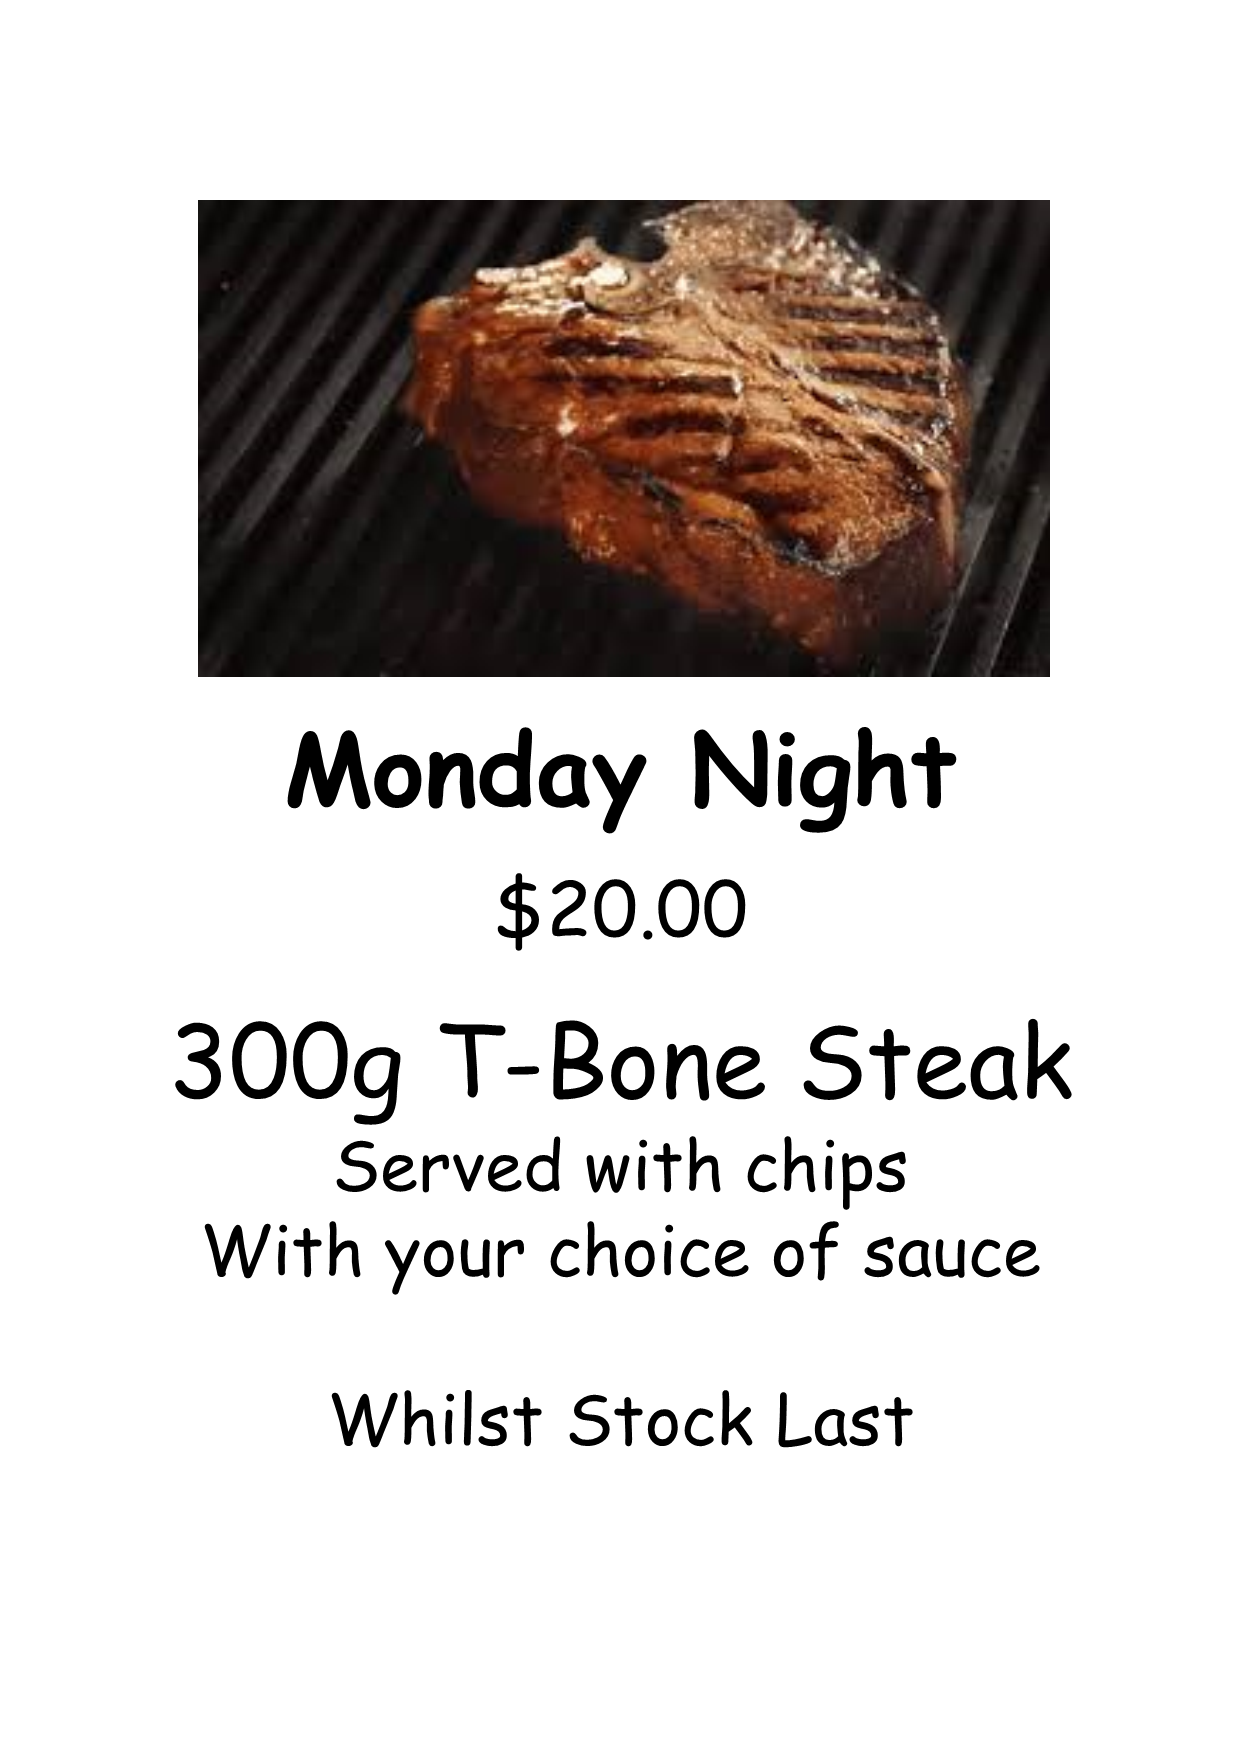 Monday Night
$20.00
300g T-Bone Steak
Served with chips
With your choice of sauce
Whilst Stock Last